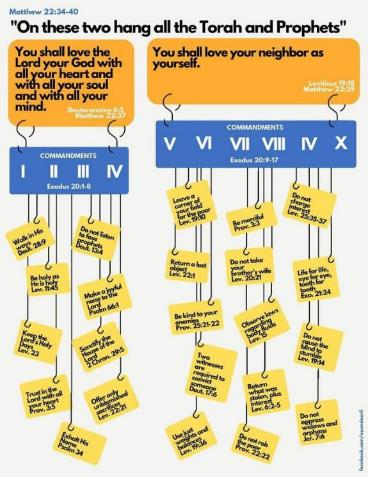 Matthew 22:34-40
"On these two hang all the Torah and Prophets"
You shall love the
Lord your God with
all your heart and
with all your soul
and with all your
mind.
Deuteronomy 6:5
Matthew 22:37
You shall love your neighbor as
yourself.
Leviticus 19:18
Matthew 22:39
COMMANDMENTS
I II III IV
Exodus 20:1-8
COMMANDMENTS
V VI VII VIII IV X
Exodus 20:9-17
Walk in His
ways
Deut. 28:9
Do not listen
to false
prophets
Deut. 13:4
Be holy as
He is holy
Lev. 11:45
Make a joyful
noise to the
Lord
Psalm 66:1
Keep the
Lord's Holy
Days
Lev. 23
Sanctify the
House of the
Lord
2 Chron. 29:5
Trust in the
Lord with all
your heart
Prov. 3:5
Offer only
unblemished
sacrifices
Lev. 22:21
Exhalt His
Name
Psalm 34
Leave a
corner of
your field
for the poor
Lev. 19:10
Be merciful
Prov. 3:3
Do not
charge
interest
Lev. 25:35-37
Return a lost
object
Lev. 22:1
Do not take
your
brother's wife
Lev. 20:21
Life for life,
eye for eye,
tooth for
tooth
Exo. 21:24
Be kind to your
enemies
Prov. 25:21-22
Observe laws
regarding
body fluids
Lev. 15
Do not
cause the
blind to
stumble
Lev. 19:14
Two
witnesses
are
required to
convict
someone
Deut. 17:6
Return
what was
stolen, plus
interest
Lev. 6:2-5
Use just
weights and
balances
Lev. 19:36
Do not rob
the poor
Prov. 22:22
Do not
oppress
widows and
orphans
Jer. 7:6